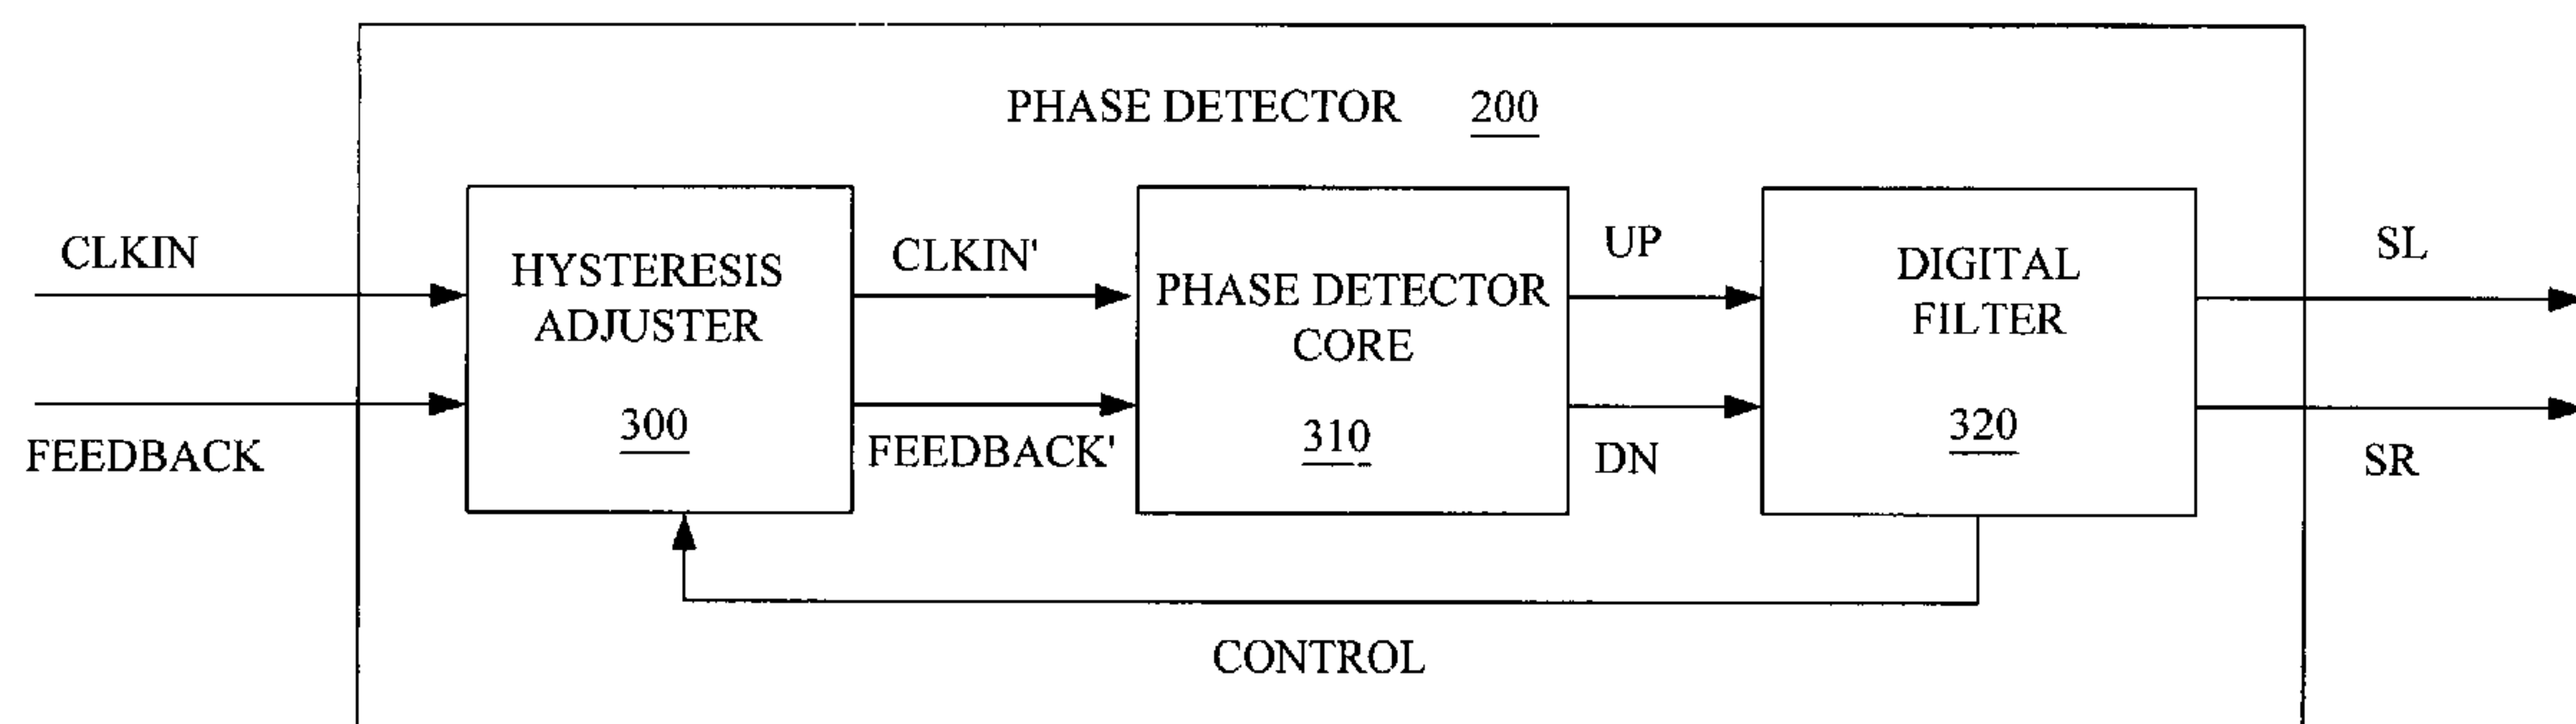 PHASE DETECTOR 200
CLKIN
FEEDBACK
HYSTERESIS
ADJUSTER
300
CLKIN'
FEEDBACK'
PHASE DETECTOR
CORE
310
UP
DN
DIGITAL
FILTER
320
SL
SR
CONTROL